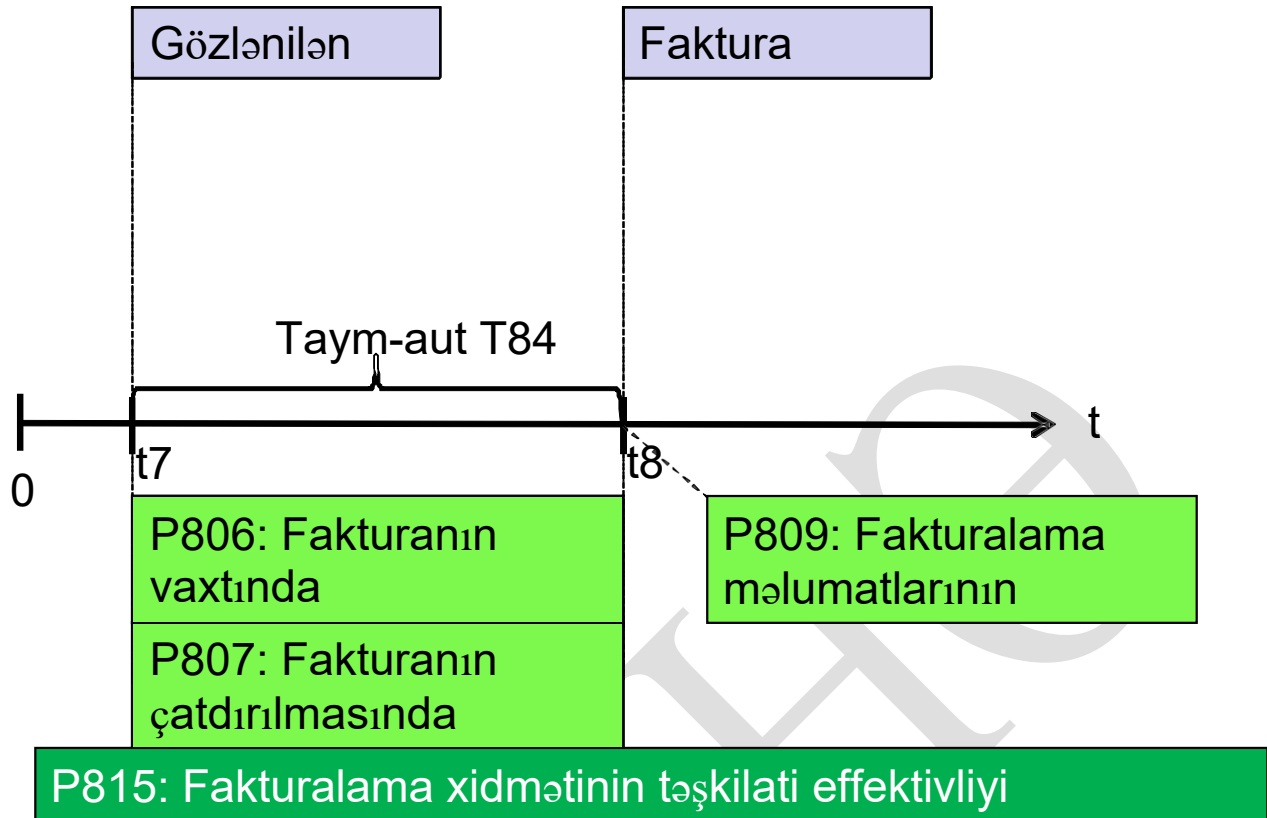 Gözlənilən
Faktura
Taym-aut T84
t
t7
t8
0
P806: Fakturanın
vaxtında
P809: Fakturalama
məlumatlarının
P807: Fakturanın
çatdırılmasında
P815: Fakturalama xidmətinin təşkilati effektivliyi